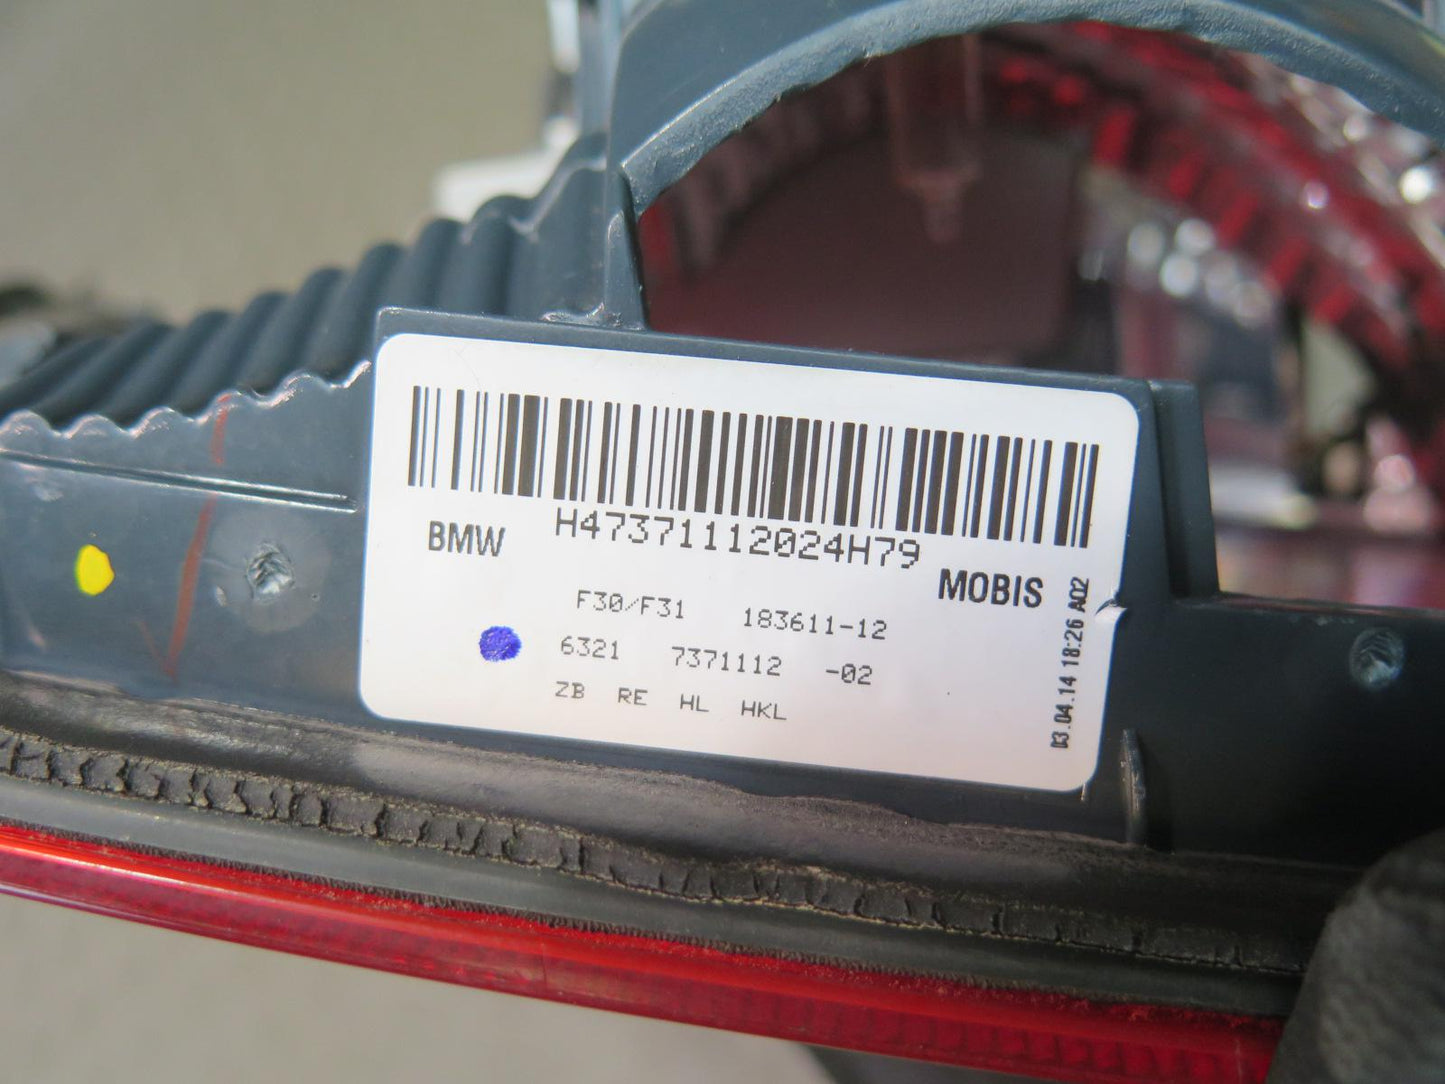 H47371112024H79
BMW
MOBIS
F30/F31 183611-12
6321 7371112 -02
ZB RE HL HKL
03.04.14 18:26 A02